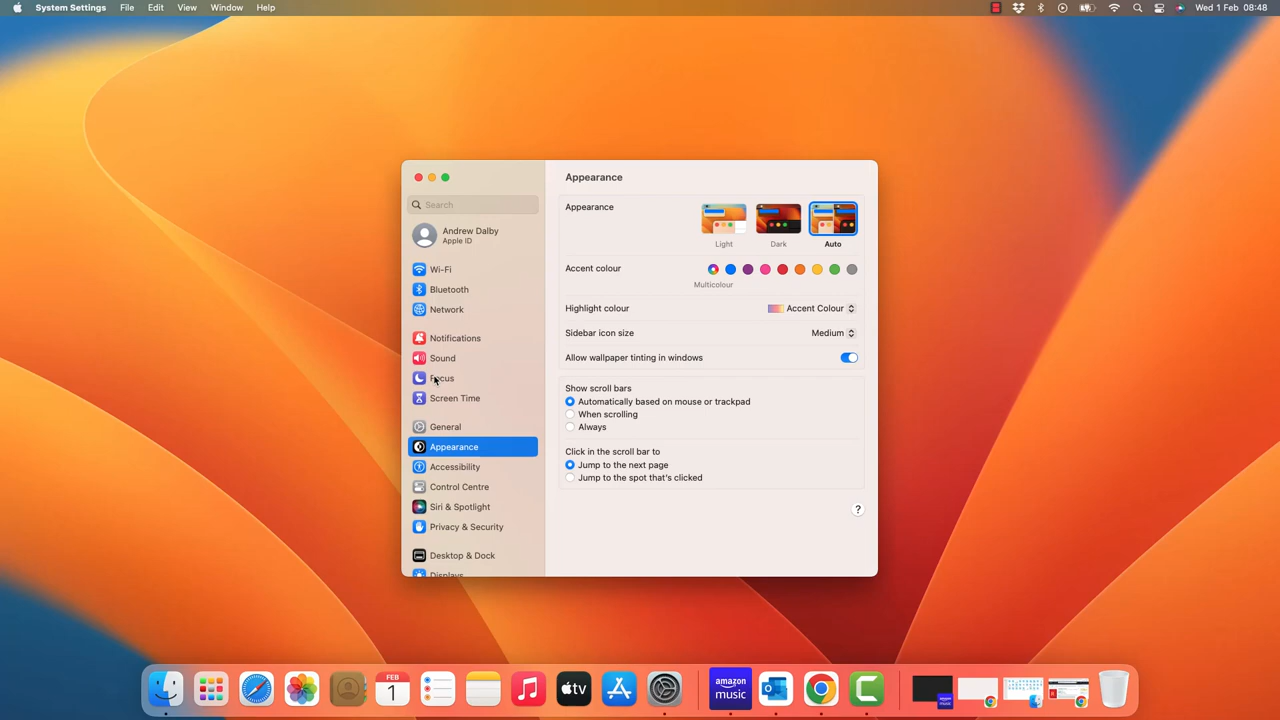 System Settings File Edit View Window Help
Wed 1 Feb 08:48
Appearance
Search
Andrew Dalby
Apple ID
Wi-Fi
Bluetooth
Network
Notifications
Sound
Focus
Screen Time
General
Appearance
Accessibility
Control Centre
Siri & Spotlight
Privacy & Security
Desktop & Dock
Displays
Appearance
Light
Dark
Auto
Accent colour
Multicolour
Highlight colour
Accent Colour
Sidebar icon size
Medium
Allow wallpaper tinting in windows
Show scroll bars
Automatically based on mouse or trackpad
When scrolling
Always
Click in the scroll bar to
Jump to the next page
Jump to the spot that's clicked
?
FEB
1
tv
amazon
music